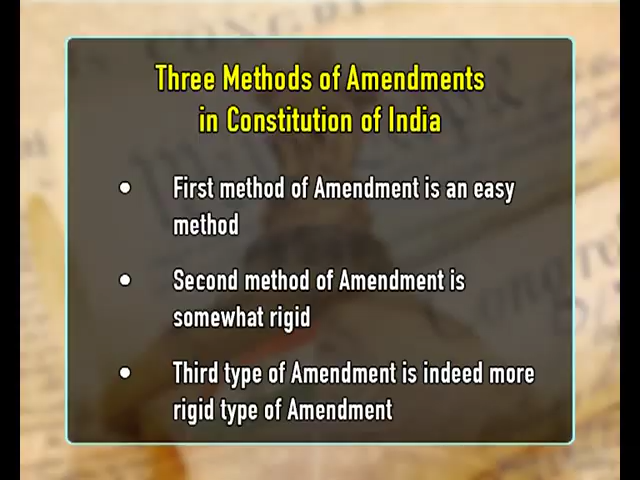 Three Methods of Amendments
in Constitution of India
• First method of Amendment is an easy
method
• Second method of Amendment is
somewhat rigid
• Third type of Amendment is indeed more
rigid type of Amendment